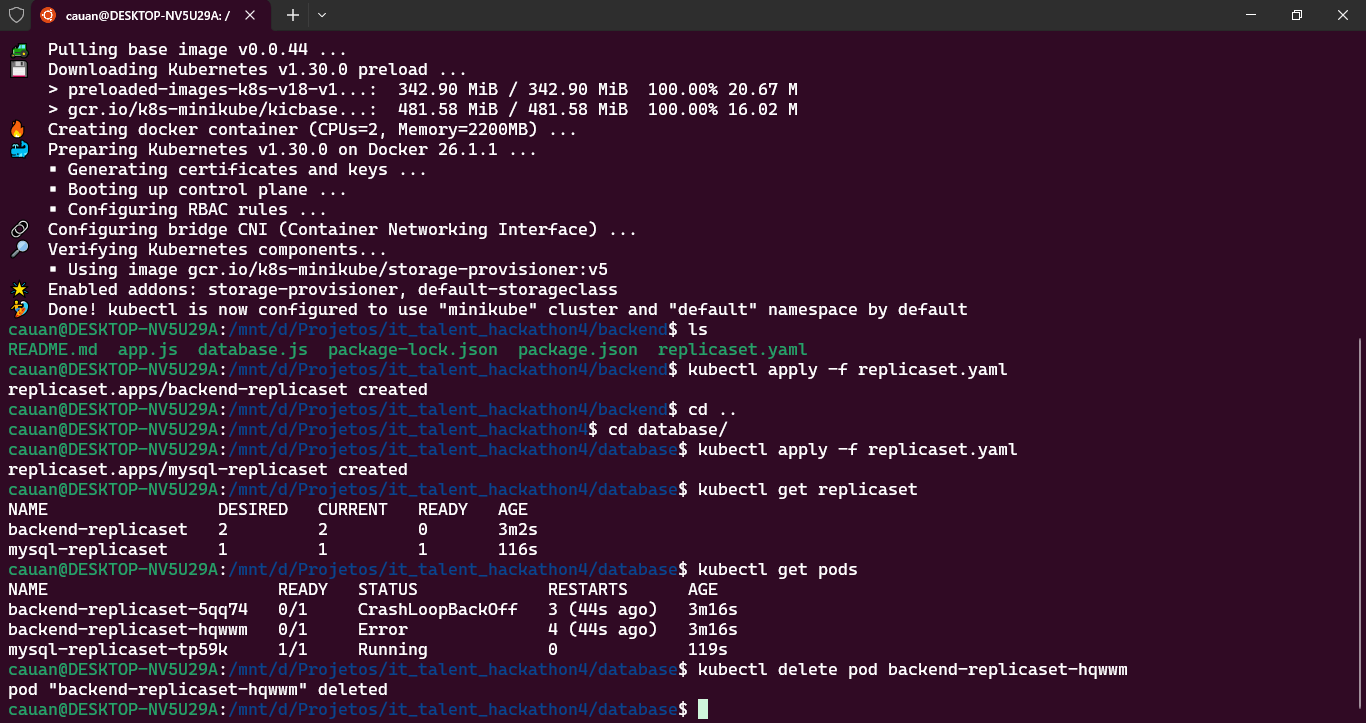 cauan@DESKTOP-NV5U29A: /
Pulling base image v0.0.44 ...
Downloading Kubernetes v1.30.0 preload ...
> preloaded-images-k8s-v18-v1...:  342.90 MiB / 342.90 MiB  100.00% 20.67 M
> gcr.io/k8s-minikube/kicbase...:  481.58 MiB / 481.58 MiB  100.00% 16.02 M
Creating docker container (CPUs=2, Memory=2200MB) ...
Preparing Kubernetes v1.30.0 on Docker 26.1.1 ...
▪ Generating certificates and keys ...
▪ Booting up control plane ...
▪ Configuring RBAC rules ...
Configuring bridge CNI (Container Networking Interface) ...
Verifying Kubernetes components...
▪ Using image gcr.io/k8s-minikube/storage-provisioner:v5
Enabled addons: storage-provisioner, default-storageclass
Done! kubectl is now configured to use "minikube" cluster and "default" namespace by default
cauan@DESKTOP-NV5U29A:/mnt/d/Projetos/it_talent_hackathon4/backend$ ls
README.md  app.js  database.js  package-lock.json  package.json  replicaset.yaml
cauan@DESKTOP-NV5U29A:/mnt/d/Projetos/it_talent_hackathon4/backend$ kubectl apply -f replicaset.yaml
replicaset.apps/backend-replicaset created
cauan@DESKTOP-NV5U29A:/mnt/d/Projetos/it_talent_hackathon4/backend$ cd ..
cauan@DESKTOP-NV5U29A:/mnt/d/Projetos/it_talent_hackathon4$ cd database/
cauan@DESKTOP-NV5U29A:/mnt/d/Projetos/it_talent_hackathon4/database$ kubectl apply -f replicaset.yaml
replicaset.apps/mysql-replicaset created
cauan@DESKTOP-NV5U29A:/mnt/d/Projetos/it_talent_hackathon4/database$ kubectl get replicaset
NAME                 DESIRED   CURRENT   READY   AGE
backend-replicaset   2         2         0       3m2s
mysql-replicaset     1         1         1       116s
cauan@DESKTOP-NV5U29A:/mnt/d/Projetos/it_talent_hackathon4/database$ kubectl get pods
NAME                       READY   STATUS             RESTARTS      AGE
backend-replicaset-5qq74   0/1     CrashLoopBackOff   3 (44s ago)   3m16s
backend-replicaset-hqwwm   0/1     Error              4 (44s ago)   3m16s
mysql-replicaset-tp59k     1/1     Running            0             119s
cauan@DESKTOP-NV5U29A:/mnt/d/Projetos/it_talent_hackathon4/database$ kubectl delete pod backend-replicaset-hqwwm
pod "backend-replicaset-hqwwm" deleted
cauan@DESKTOP-NV5U29A:/mnt/d/Projetos/it_talent_hackathon4/database$